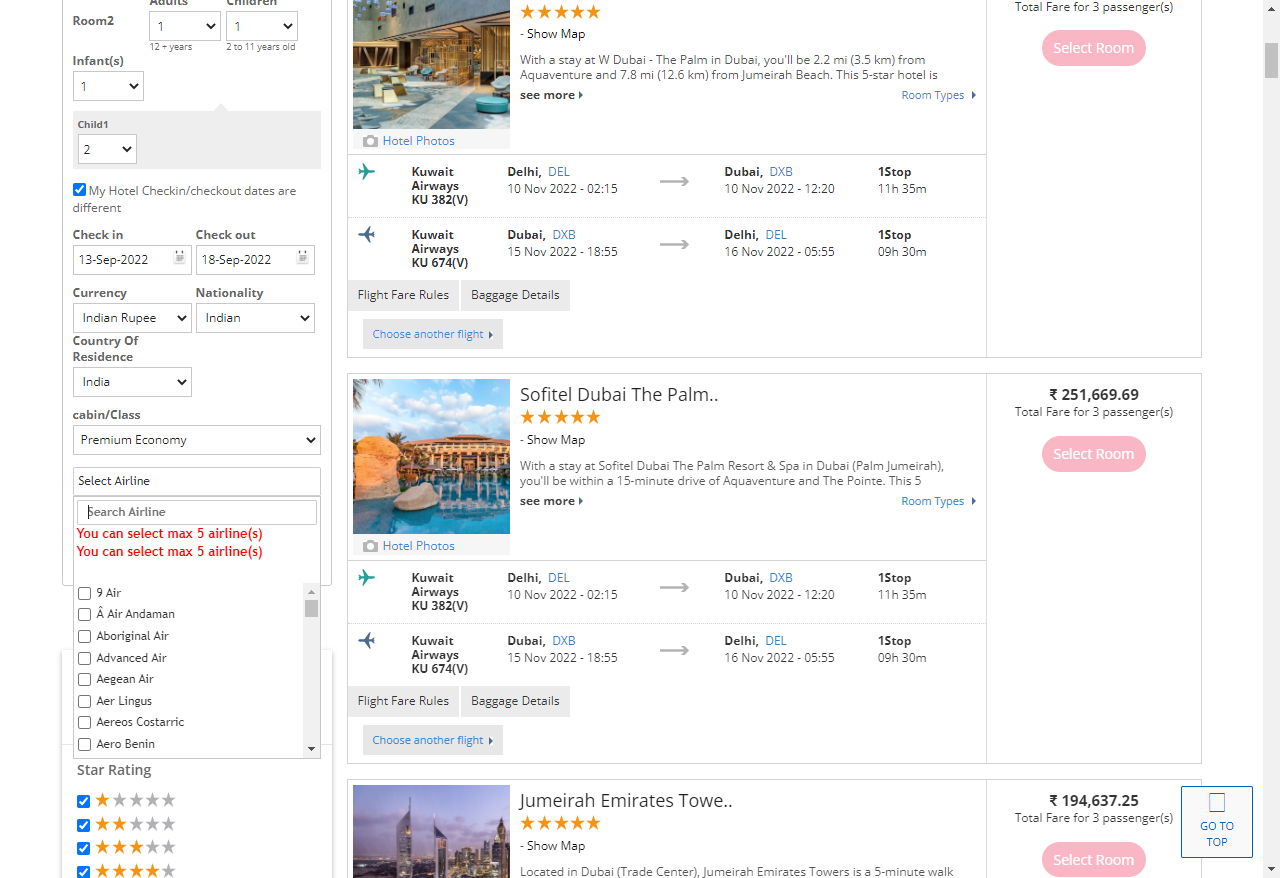 Adults
Children
Room2
1
1
12 + years
2 to 11 years old
Infant(s)
1
Child1
2
My Hotel Checkin/checkout dates are
different
Check in
Check out
13-Sep-2022
18-Sep-2022
Currency
Nationality
Indian Rupee
Indian
Country Of
Residence
India
cabin/Class
Premium Economy
Select Airline
Search Airline
You can select max 5 airline(s)
You can select max 5 airline(s)
9 Air
Â Air Andaman
Aboriginal Air
Advanced Air
Aegean Air
Aer Lingus
Aereos Costarric
Aero Benin
Star Rating
- Show Map
With a stay at W Dubai - The Palm in Dubai, you'll be 2.2 mi (3.5 km) from
Aquaventure and 7.8 mi (12.6 km) from Jumeirah Beach. This 5-star hotel is
see more
Room Types
Hotel Photos
Total Fare for 3 passenger(s)
Select Room
Kuwait
Airways
KU 382(V)
Delhi, DEL
10 Nov 2022 - 02:15
Dubai, DXB
10 Nov 2022 - 12:20
1Stop
11h 35m
Kuwait
Airways
KU 674(V)
Dubai, DXB
15 Nov 2022 - 18:55
Delhi, DEL
16 Nov 2022 - 05:55
1Stop
09h 30m
Flight Fare Rules
Baggage Details
Choose another flight
Sofitel Dubai The Palm..
- Show Map
With a stay at Sofitel Dubai The Palm Resort & Spa in Dubai (Palm Jumeirah),
you'll be within a 15-minute drive of Aquaventure and The Pointe. This 5
see more
Room Types
Hotel Photos
₹ 251,669.69
Total Fare for 3 passenger(s)
Select Room
Kuwait
Airways
KU 382(V)
Delhi, DEL
10 Nov 2022 - 02:15
Dubai, DXB
10 Nov 2022 - 12:20
1Stop
11h 35m
Kuwait
Airways
KU 674(V)
Dubai, DXB
15 Nov 2022 - 18:55
Delhi, DEL
16 Nov 2022 - 05:55
1Stop
09h 30m
Flight Fare Rules
Baggage Details
Choose another flight
Jumeirah Emirates Towe..
- Show Map
Located in Dubai (Trade Center), Jumeirah Emirates Towers is a 5-minute walk
₹ 194,637.25
Total Fare for 3 passenger(s)
Select Room
GO TO
TOP